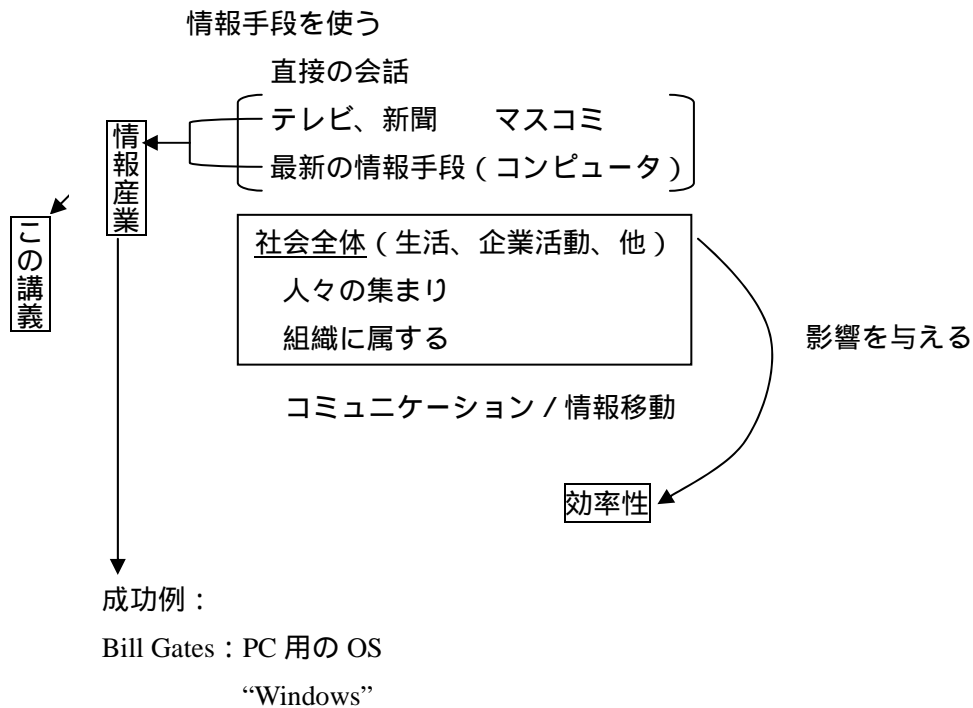 情報手段を使う
直接の会話
テレビ、新聞　　マスコミ
最新の情報手段（コンピュータ）
情報産業
この講義
社会全体（生活、企業活動、他）
人々の集まり
組織に属する
影響を与える
コミュニケーション / 情報移動
効率性
成功例：
Bill Gates：PC 用の OS
“Windows”